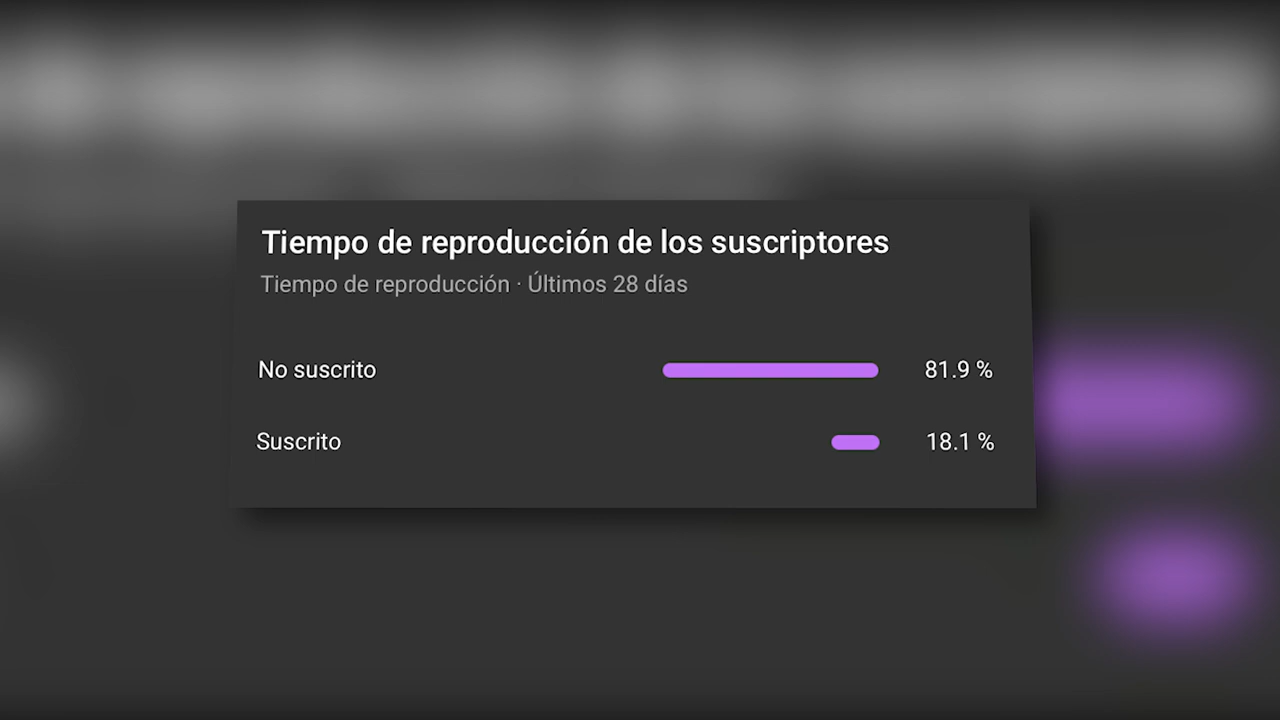 Tiempo de reproducción de los suscriptores
Tiempo de reproducción · Últimos 28 días
No suscrito 81.9 %
Suscrito 18.1 %